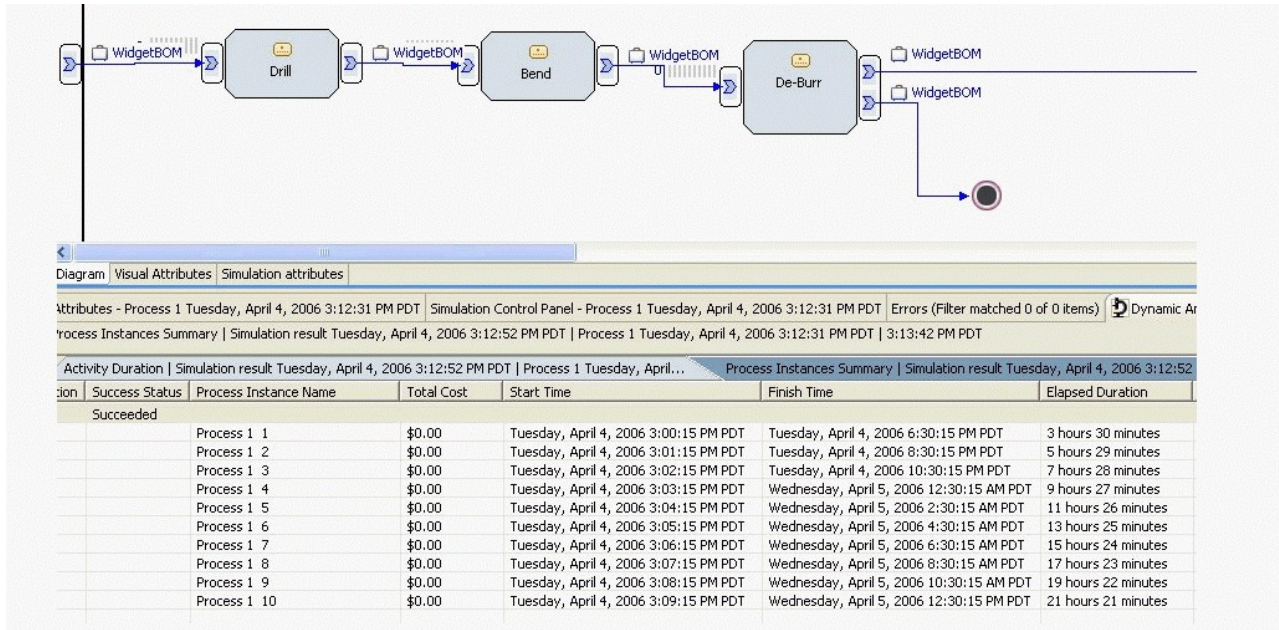 WidgetBOM
Drill
WidgetBOM
Bend
WidgetBOM
De-Burr
WidgetBOM
WidgetBOM
Diagram Visual Attributes Simulation attributes
Attributes - Process 1 Tuesday, April 4, 2006 3:12:31 PM PDT Simulation Control Panel - Process 1 Tuesday, April 4, 2006 3:12:31 PM PDT Errors (Filter matched 0 of 0 items) Dynamic Ar
Process Instances Summary | Simulation result Tuesday, April 4, 2006 3:12:52 PM PDT | Process 1 Tuesday, April 4, 2006 3:12:31 PM PDT | 3:13:42 PM PDT
Activity Duration | Simulation result Tuesday, April 4, 2006 3:12:52 PM PDT | Process 1 Tuesday, April... Process Instances Summary | Simulation result Tuesday, April 4, 2006 3:12:52
tion Success Status Process Instance Name Total Cost Start Time Finish Time Elapsed Duration
Succeeded
Process 1 1 $0.00 Tuesday, April 4, 2006 3:00:15 PM PDT Tuesday, April 4, 2006 6:30:15 PM PDT 3 hours 30 minutes
Process 1 2 $0.00 Tuesday, April 4, 2006 3:01:15 PM PDT Tuesday, April 4, 2006 8:30:15 PM PDT 5 hours 29 minutes
Process 1 3 $0.00 Tuesday, April 4, 2006 3:02:15 PM PDT Tuesday, April 4, 2006 10:30:15 PM PDT 7 hours 28 minutes
Process 1 4 $0.00 Tuesday, April 4, 2006 3:03:15 PM PDT Wednesday, April 5, 2006 12:30:15 AM PDT 9 hours 27 minutes
Process 1 5 $0.00 Tuesday, April 4, 2006 3:04:15 PM PDT Wednesday, April 5, 2006 2:30:15 AM PDT 11 hours 26 minutes
Process 1 6 $0.00 Tuesday, April 4, 2006 3:05:15 PM PDT Wednesday, April 5, 2006 4:30:15 AM PDT 13 hours 25 minutes
Process 1 7 $0.00 Tuesday, April 4, 2006 3:06:15 PM PDT Wednesday, April 5, 2006 6:30:15 AM PDT 15 hours 24 minutes
Process 1 8 $0.00 Tuesday, April 4, 2006 3:07:15 PM PDT Wednesday, April 5, 2006 8:30:15 AM PDT 17 hours 23 minutes
Process 1 9 $0.00 Tuesday, April 4, 2006 3:08:15 PM PDT Wednesday, April 5, 2006 10:30:15 AM PDT 19 hours 22 minutes
Process 1 10 $0.00 Tuesday, April 4, 2006 3:09:15 PM PDT Wednesday, April 5, 2006 12:30:15 PM PDT 21 hours 21 minutes